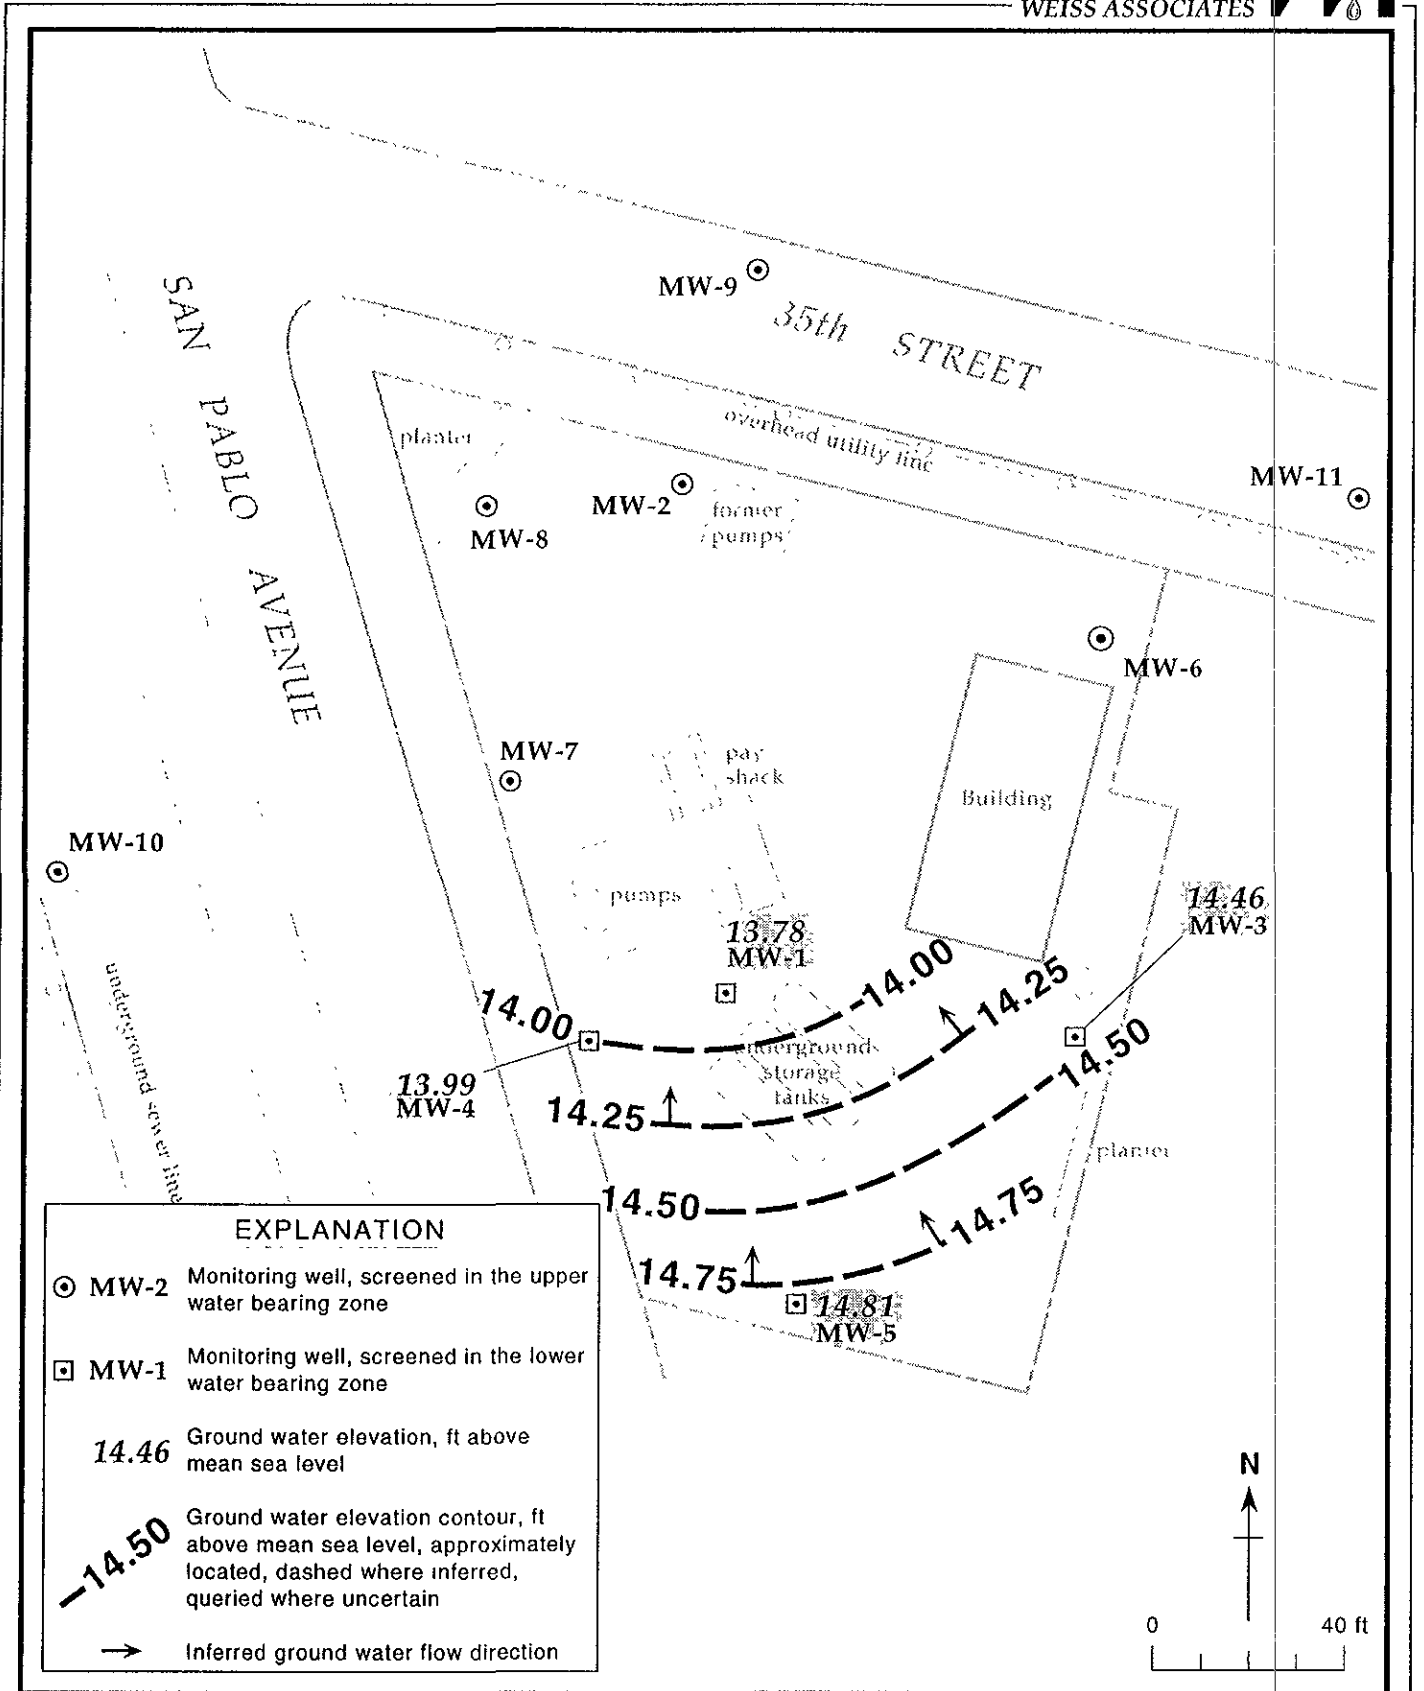 WEISS ASSOCIATES
SAN PABLO AVENUE
MW-9
35th STREET
overhead utility line
planter
MW-11
MW-2
former
pumps
MW-8
MW-6
MW-7
pay
shack
Building
MW-10
pumps
14.46
MW-3
13.78
MW-1
14.00
14.00
14.25
14.50
underground sewer line
underground
storage
tanks
13.99
MW-4
14.25
planter
14.50
14.75
14.75
14.81
MW-5
EXPLANATION
MW-2 Monitoring well, screened in the upper
water bearing zone
MW-1 Monitoring well, screened in the lower
water bearing zone
14.46 Ground water elevation, ft above
mean sea level
14.50 Ground water elevation contour, ft
above mean sea level, approximately
located, dashed where inferred,
queried where uncertain
Inferred ground water flow direction
N
0 40 ft